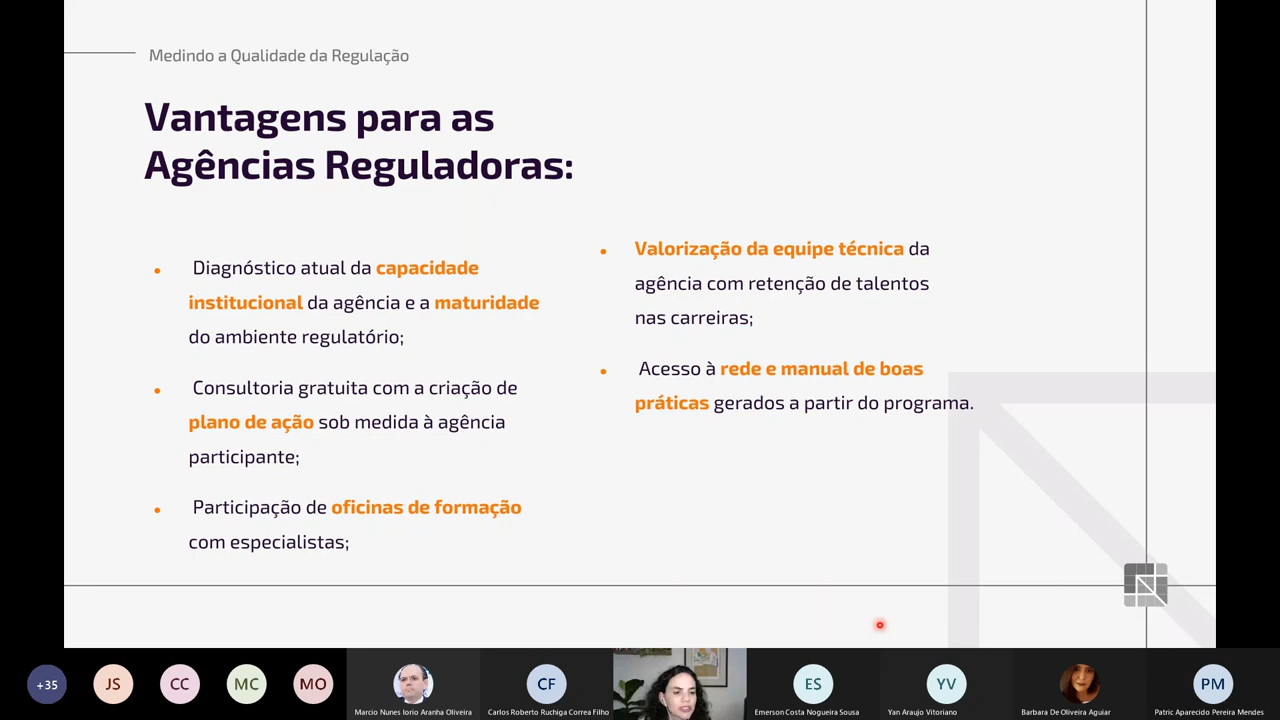 Medindo a Qualidade da Regulação
Vantagens para as
Agências Reguladoras:
Diagnóstico atual da capacidade
institucional da agência e a maturidade
do ambiente regulatório;
Consultoria gratuita com a criação de
plano de ação sob medida à agência
participante;
Participação de oficinas de formação
com especialistas;
Valorização da equipe técnica da
agência com retenção de talentos
nas carreiras;
Acesso à rede e manual de boas
práticas gerados a partir do programa.
+35
JS
CC
MC
MO
CF
ES
YV
PM
Marcio Nunes Iorio Aranha Oliveira
Carlos Roberto Ruchiga Correa Filho
Emerson Costa Nogueira Sousa
Yan Araujo Vitoriano
Barbara De Oliveira Aguiar
Patric Aparecido Pereira Mendes